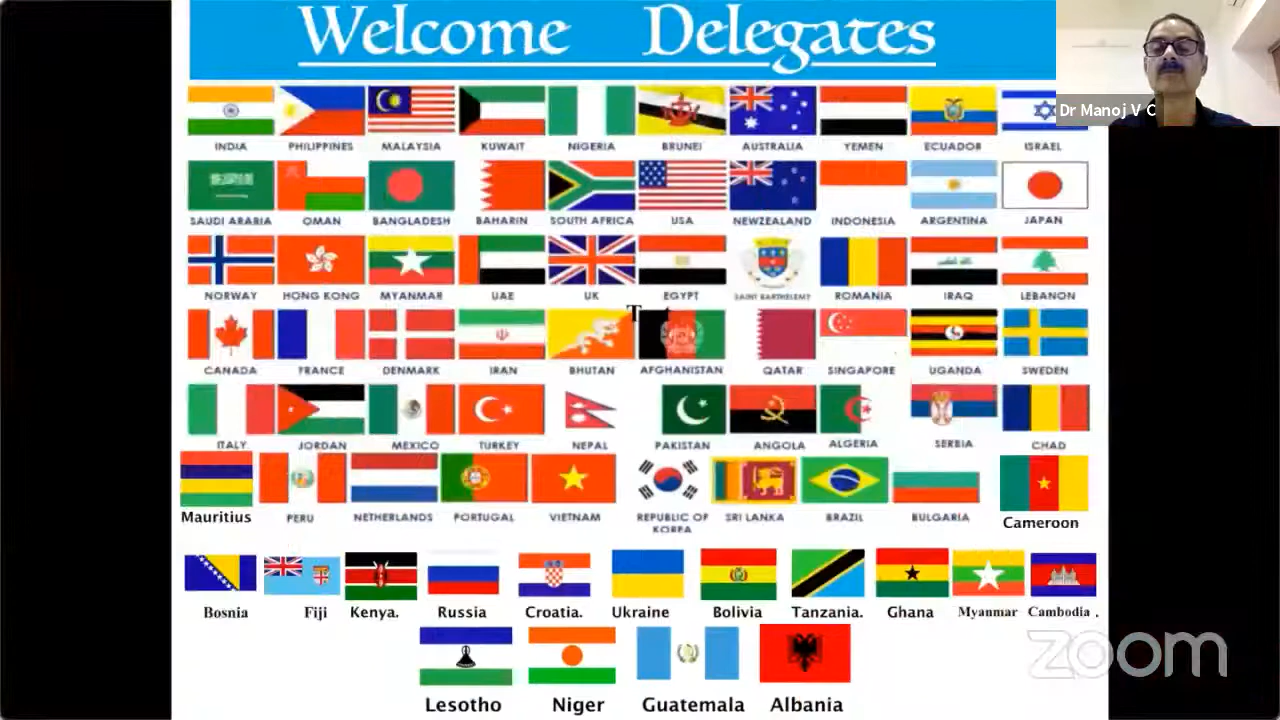 Welcome Delegates
Dr Manoj V C
INDIA PHILIPPINES MALAYSIA KUWAIT NIGERIA BRUNEI AUSTRALIA YEMEN ECUADOR ISRAEL
SAUDI ARABIA OMAN BANGLADESH BAHARIN SOUTH AFRICA USA NEWZEALAND INDONESIA ARGENTINA JAPAN
NORWAY HONG KONG MYANMAR UAE UK EGYPT SAINT BARTHELEMY ROMANIA IRAQ LEBANON
CANADA FRANCE DENMARK IRAN BHUTAN AFGHANISTAN QATAR SINGAPORE UGANDA SWEDEN
ITALY JORDAN MEXICO TURKEY NEPAL PAKISTAN ANGOLA ALGERIA SERBIA CHAD
Mauritius PERU NETHERLANDS PORTUGAL VIETNAM REPUBLIC OF SRI LANKA BRAZIL BULGARIA Cameroon
KOREA
Bosnia Fiji Kenya. Russia Croatia. Ukraine Bolivia Tanzania. Ghana Myanmar Cambodia .
zoom
Lesotho Niger Guatemala Albania